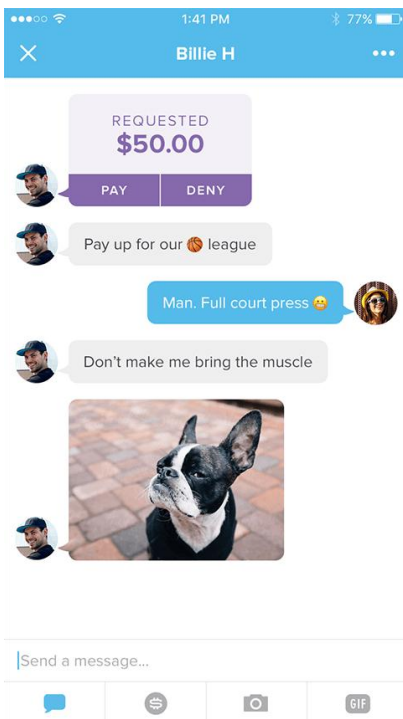 1:41 PM
77%
Billie H
REQUESTED
$50.00
PAY DENY
Pay up for our 🏀 league
Man. Full court press 😬
Don’t make me bring the muscle
Send a message...
GIF